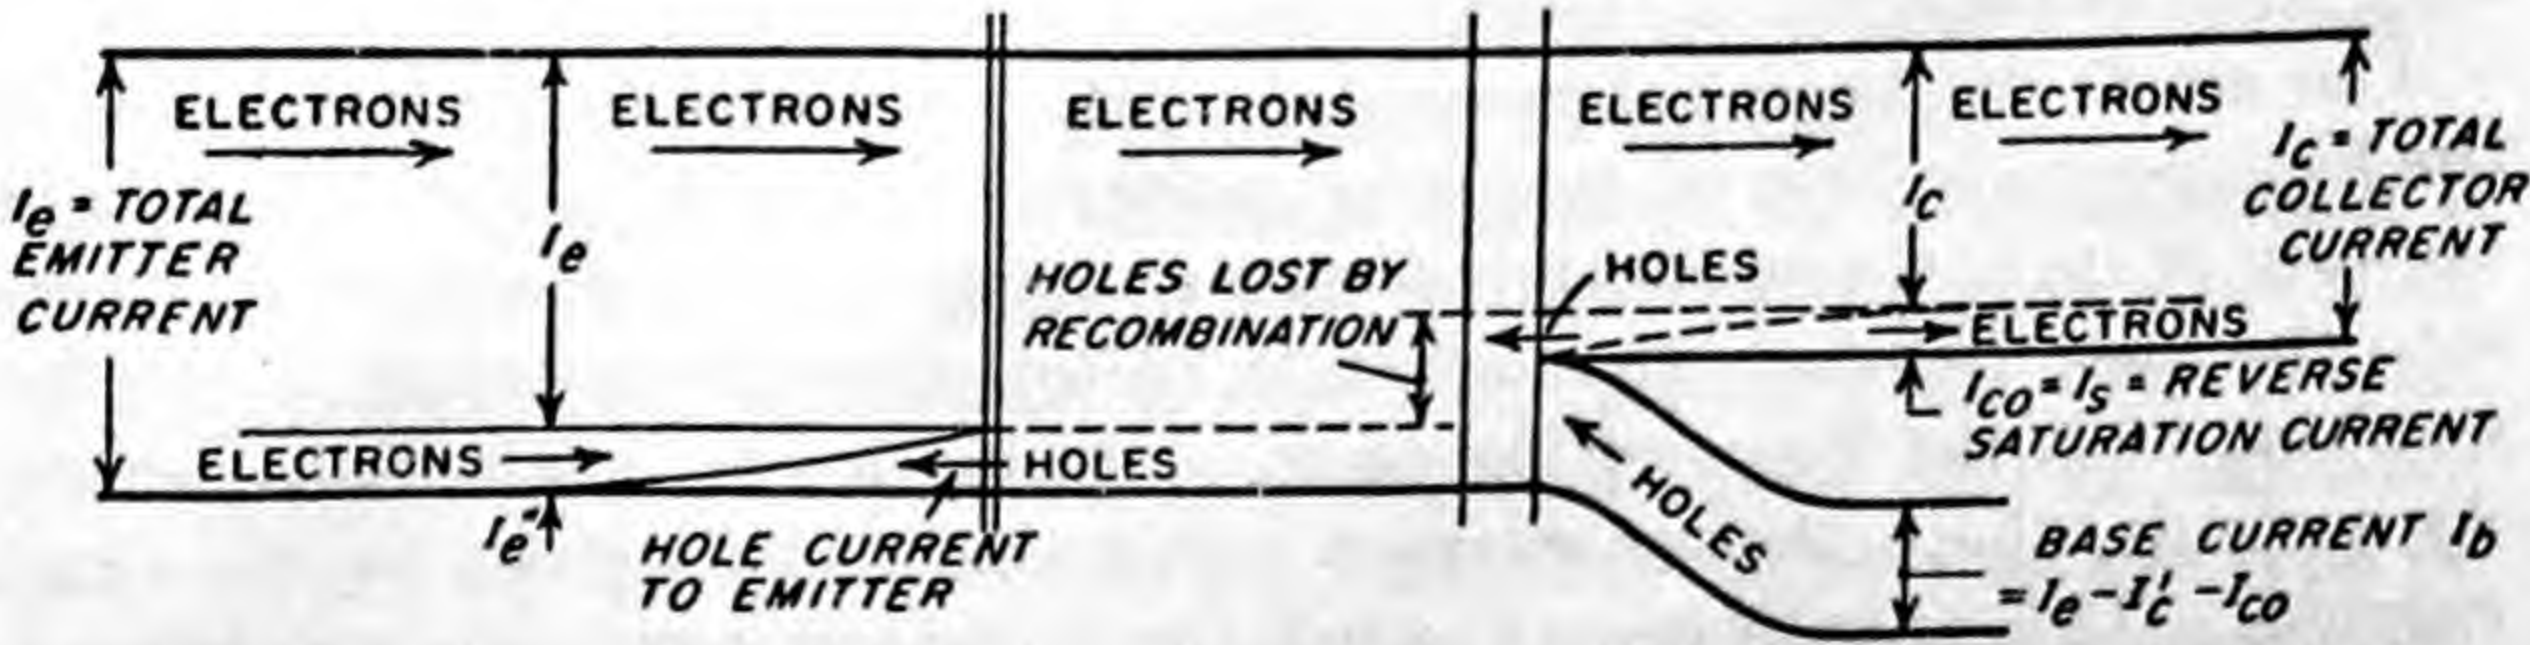 ELECTRONS
ELECTRONS
ELECTRONS
ELECTRONS
ELECTRONS
Ie = TOTAL
EMITTER
CURRENT
Ie
HOLES LOST BY
RECOMBINATION
HOLES
Ic
Ic = TOTAL
COLLECTOR
CURRENT
ELECTRONS
ICO = IS = REVERSE
SATURATION CURRENT
ELECTRONS
HOLES
Ie"
HOLE CURRENT
TO EMITTER
HOLES
BASE CURRENT Ib
= Ie - I'c - ICO